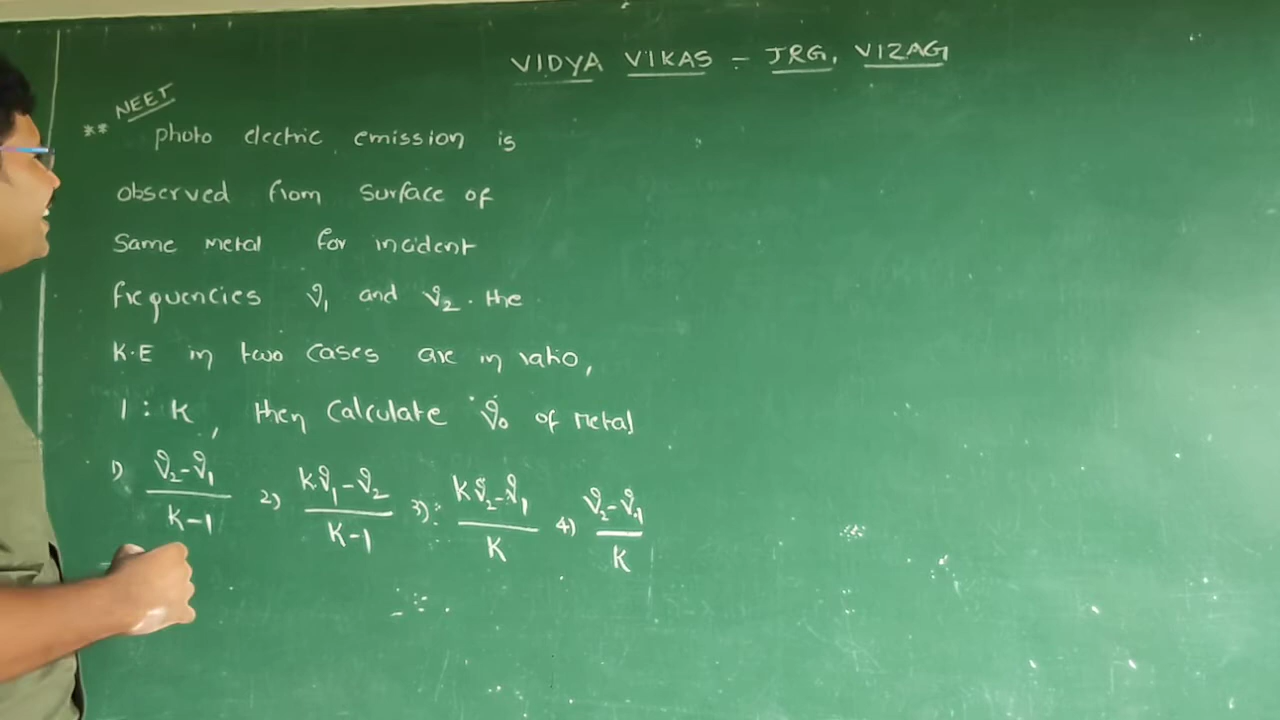 VIDYA VIKAS - JRG, VIZAG
** NEET
photo electric emission is
observed from surface of
same metal for incident
frequencies ϑ₁ and ϑ₂. the
K.E in two cases are in ratio,
1 : K, then calculate ϑ₀ of metal
1) ϑ₂-ϑ₁/K-1 2) Kϑ₁-ϑ₂/K-1 3) Kϑ₂-ϑ₁/K 4) ϑ₂-ϑ₁/K